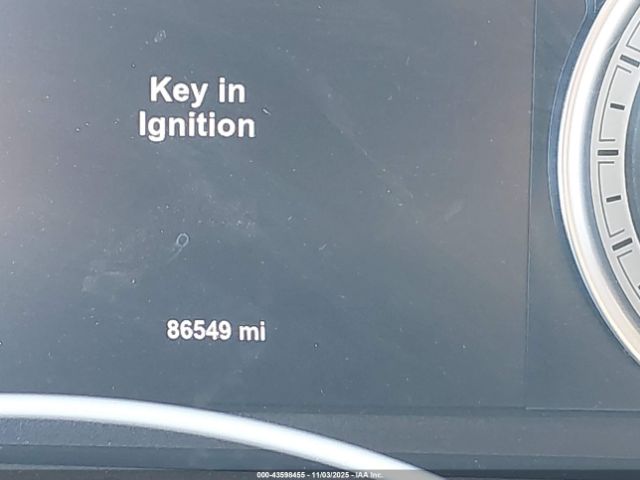 Key in
Ignition
86549 mi
000-43598455 - 11/03/2025 - IAA Inc.